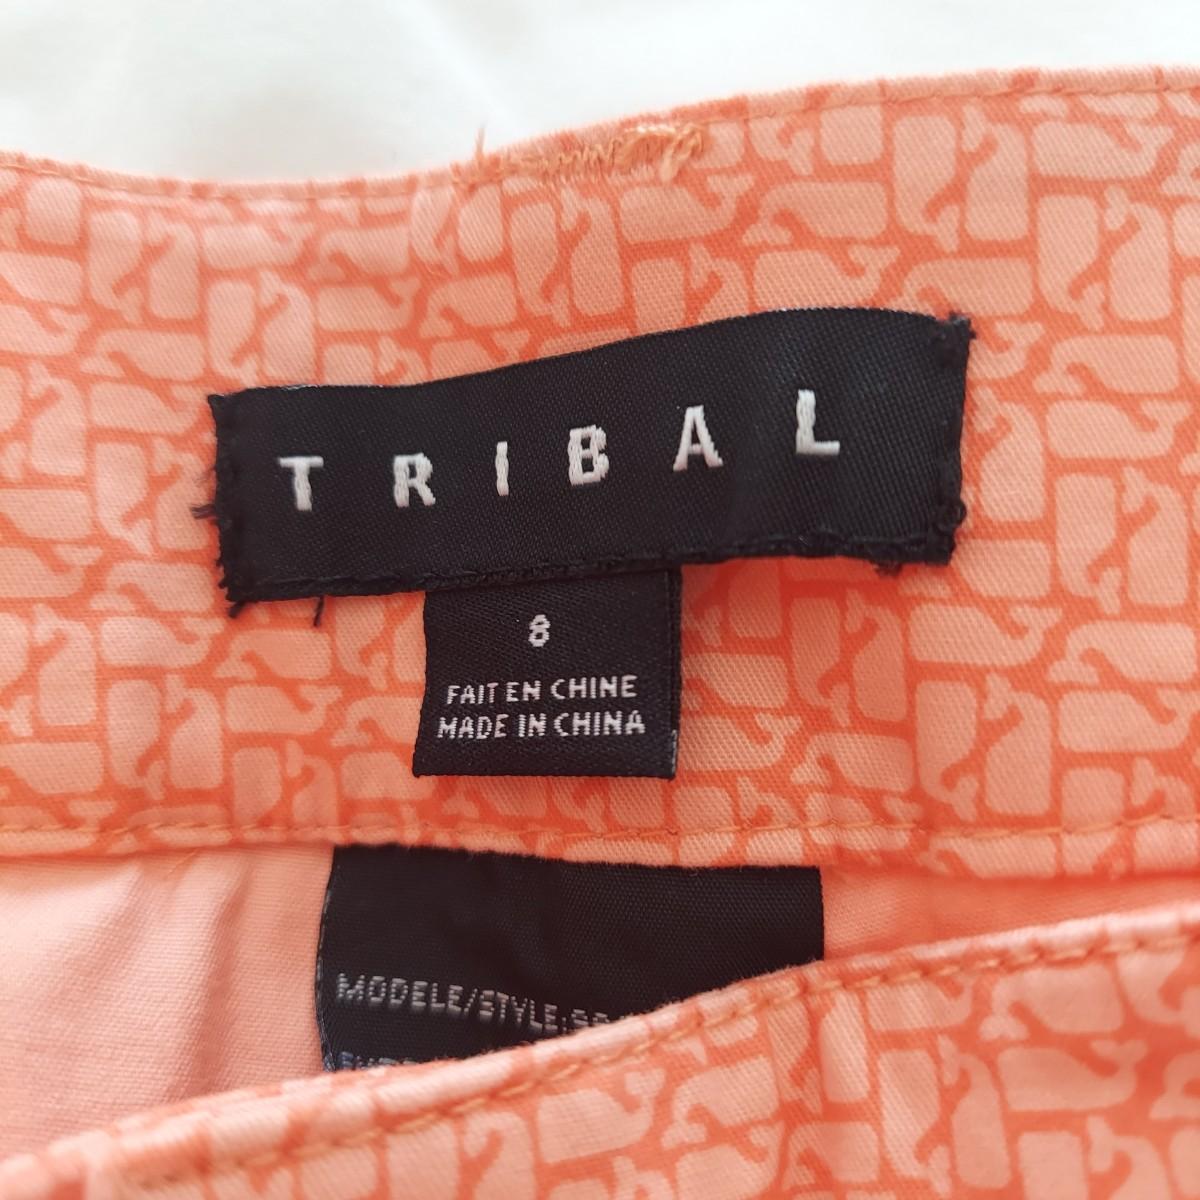 TRIBAL
8
FAIT EN CHINE
MADE IN CHINA
MODELE/STYLE: